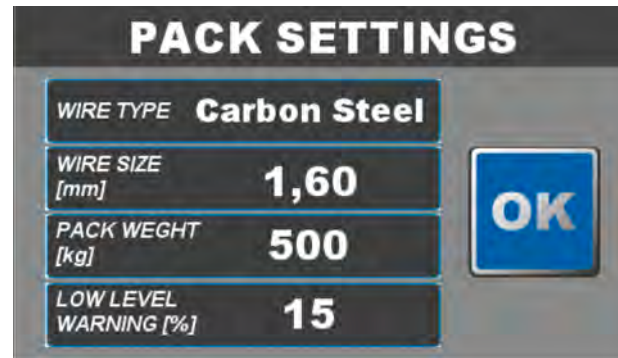 PACK SETTINGS
WIRE TYPE Carbon Steel
WIRE SIZE
[mm] 1,60
PACK WEGHT
[kg] 500
LOW LEVEL
WARNING [%] 15
OK